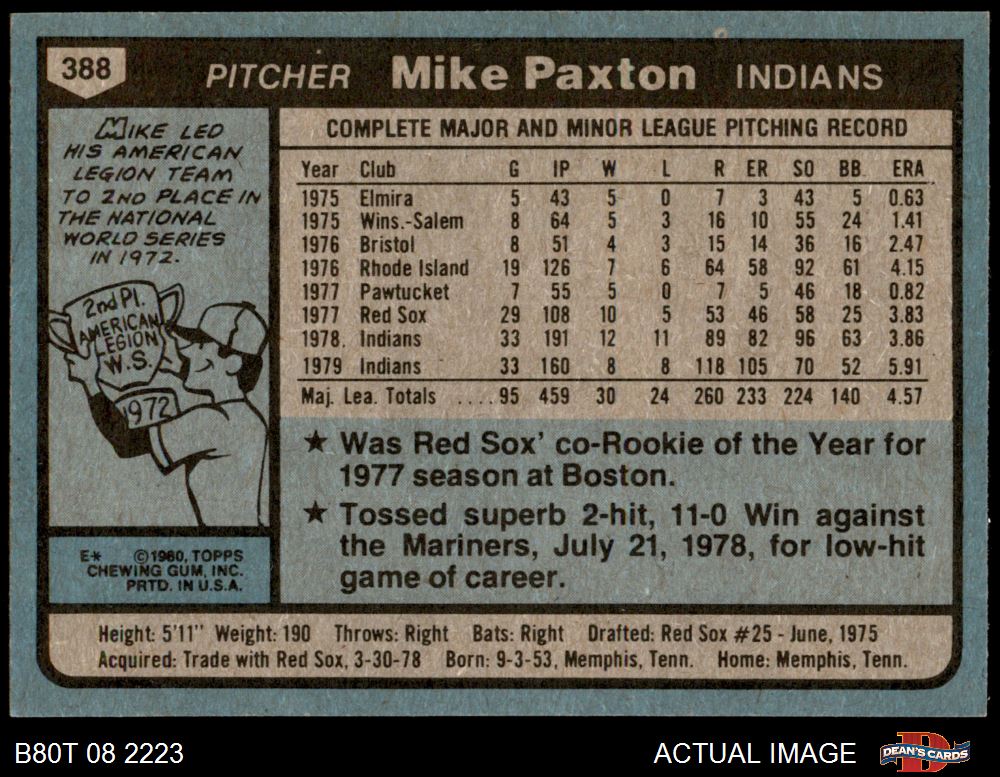 388 PITCHER Mike Paxton INDIANS
MIKE LED
HIS AMERICAN
LEGION TEAM
TO 2ND PLACE IN
THE NATIONAL
WORLD SERIES
IN 1972.
2nd Pl.
AMERICAN
LEGION
W.S.
1972
E* ©1980, TOPPS
CHEWING GUM, INC.
PRTD. IN U.S.A.
COMPLETE MAJOR AND MINOR LEAGUE PITCHING RECORD
Year Club G IP W L R ER SO BB ERA
1975 Elmira 5 43 5 0 7 3 43 5 0.63
1975 Wins.-Salem 8 64 5 3 16 10 55 24 1.41
1976 Bristol 8 51 4 3 15 14 36 16 2.47
1976 Rhode Island 19 126 7 6 64 58 92 61 4.15
1977 Pawtucket 7 55 5 0 7 5 46 18 0.82
1977 Red Sox 29 108 10 5 53 46 58 25 3.83
1978. Indians 33 191 12 11 89 82 96 63 3.86
1979 Indians 33 160 8 8 118 105 70 52 5.91
Maj. Lea. Totals ....95 459 30 24 260 233 224 140 4.57
★ Was Red Sox' co-Rookie of the Year for
1977 season at Boston.
★ Tossed superb 2-hit, 11-0 Win against
the Mariners, July 21, 1978, for low-hit
game of career.
Height: 5'11" Weight: 190 Throws: Right Bats: Right Drafted: Red Sox #25 - June, 1975
Acquired: Trade with Red Sox, 3-30-78 Born: 9-3-53, Memphis, Tenn. Home: Memphis, Tenn.
B80T 08 2223 ACTUAL IMAGE DEAN'S CARDS